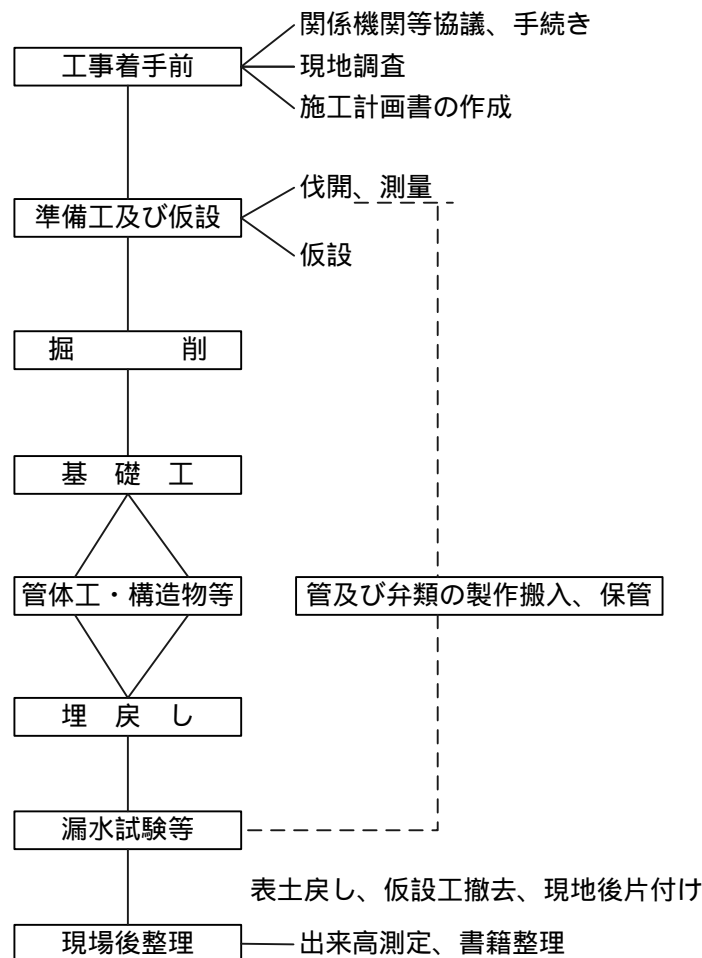 関係機関等協議、手続き
工事着手前
現地調査
施工計画書の作成
伐開、測量
準備工及び仮設
仮設
掘 削
基 礎 工
管体工・構造物等
管及び弁類の製作搬入、保管
埋 戻 し
漏水試験等
表土戻し、仮設工撤去、現地後片付け
現場後整理
出来高測定、書籍整理